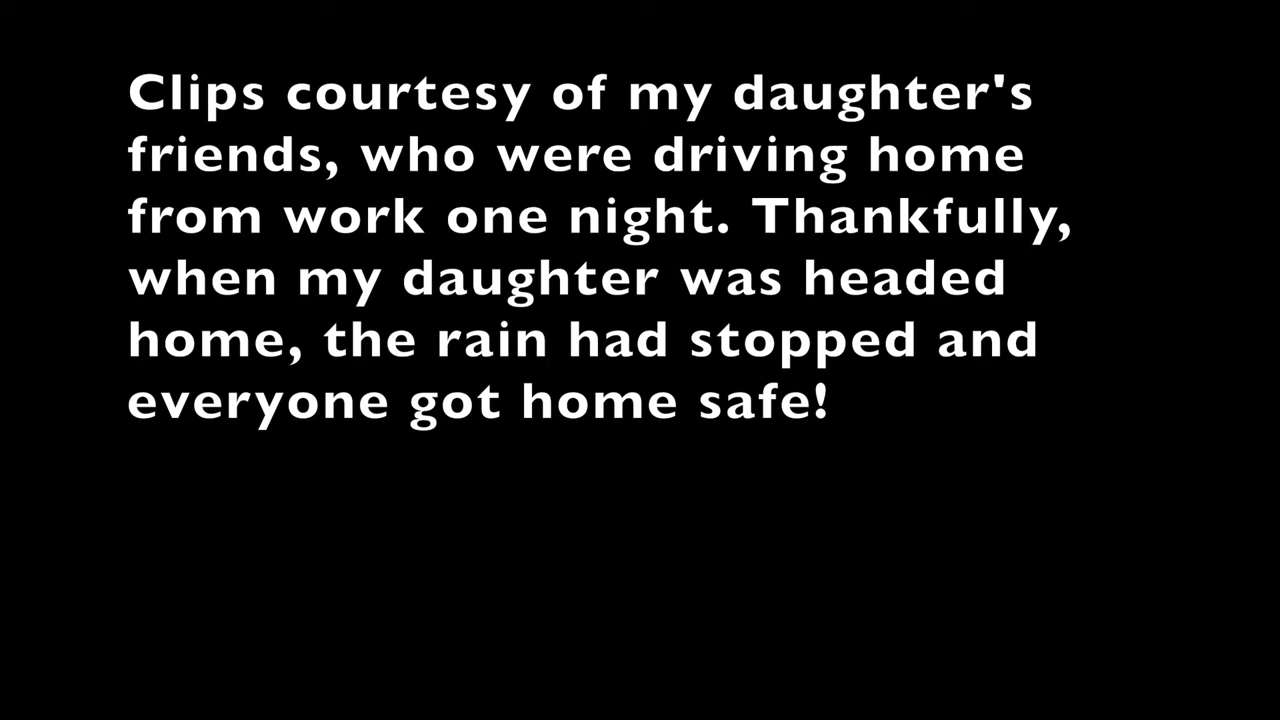 Clips courtesy of my daughter's
friends, who were driving home
from work one night. Thankfully,
when my daughter was headed
home, the rain had stopped and
everyone got home safe!